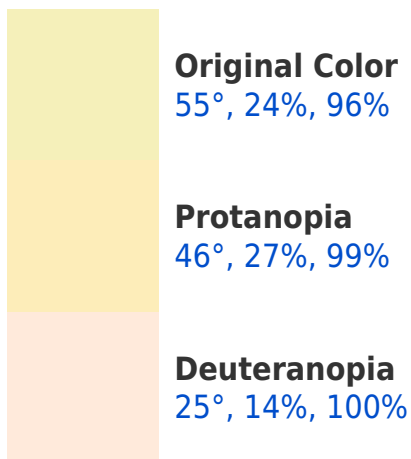 Original Color
55°, 24%, 96%
Protanopia
46°, 27%, 99%
Deuteranopia
25°, 14%, 100%